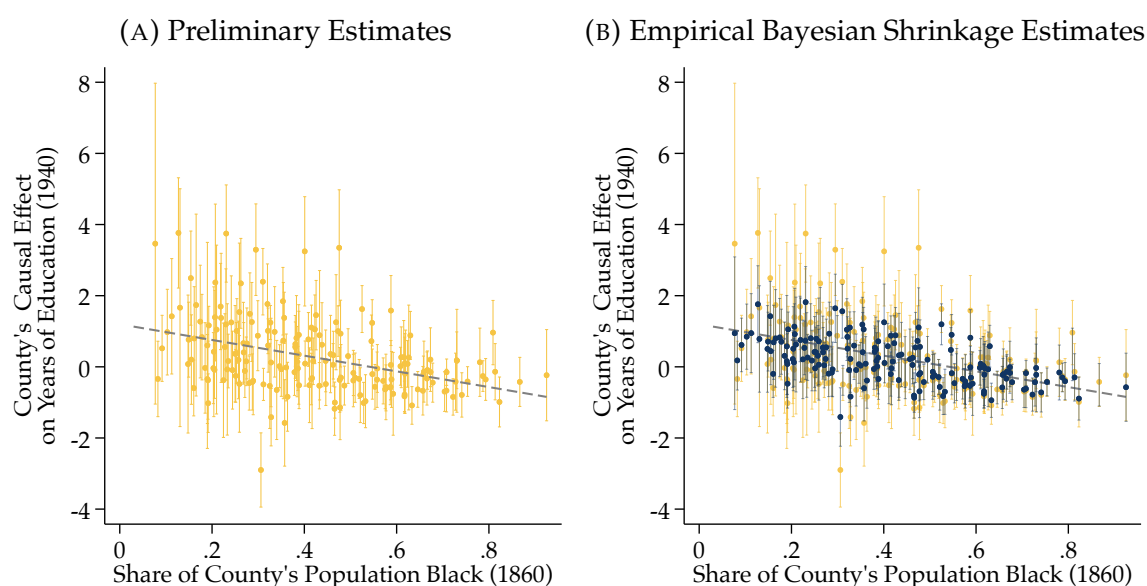 (A) Preliminary Estimates
County's Causal Effect
on Years of Education (1940)
8
6
4
2
0
-2
-4
0 .2 .4 .6 .8
Share of County's Population Black (1860)
(B) Empirical Bayesian Shrinkage Estimates
County's Causal Effect
on Years of Education (1940)
8
6
4
2
0
-2
-4
0 .2 .4 .6 .8
Share of County's Population Black (1860)